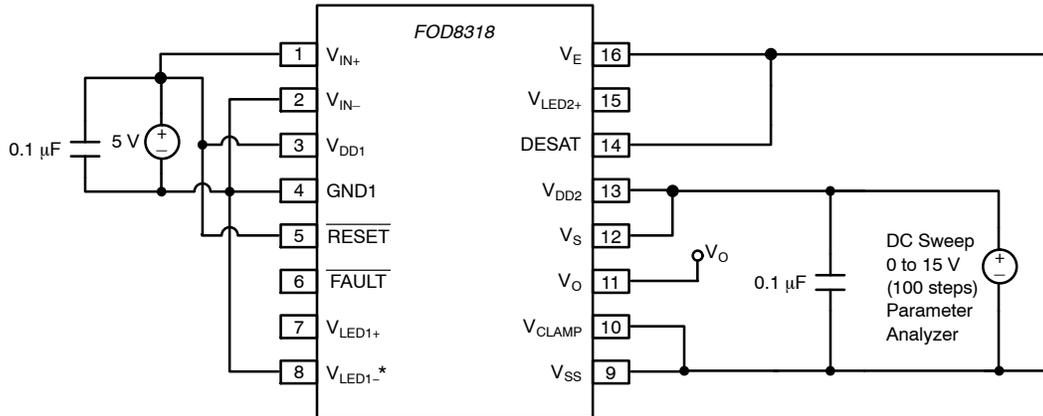 FOD8318
1 V_IN+
2 V_IN–
3 V_DD1
4 GND1
5 RESET
6 FAULT
7 V_LED1+
8 V_LED1–*
V_E 16
V_LED2+ 15
DESAT 14
V_DD2 13
V_S 12
V_O 11
V_CLAMP 10
V_SS 9
0.1 μF
5 V
+
–
V_O
0.1 μF
DC Sweep
0 to 15 V
(100 steps)
Parameter
Analyzer
+
–